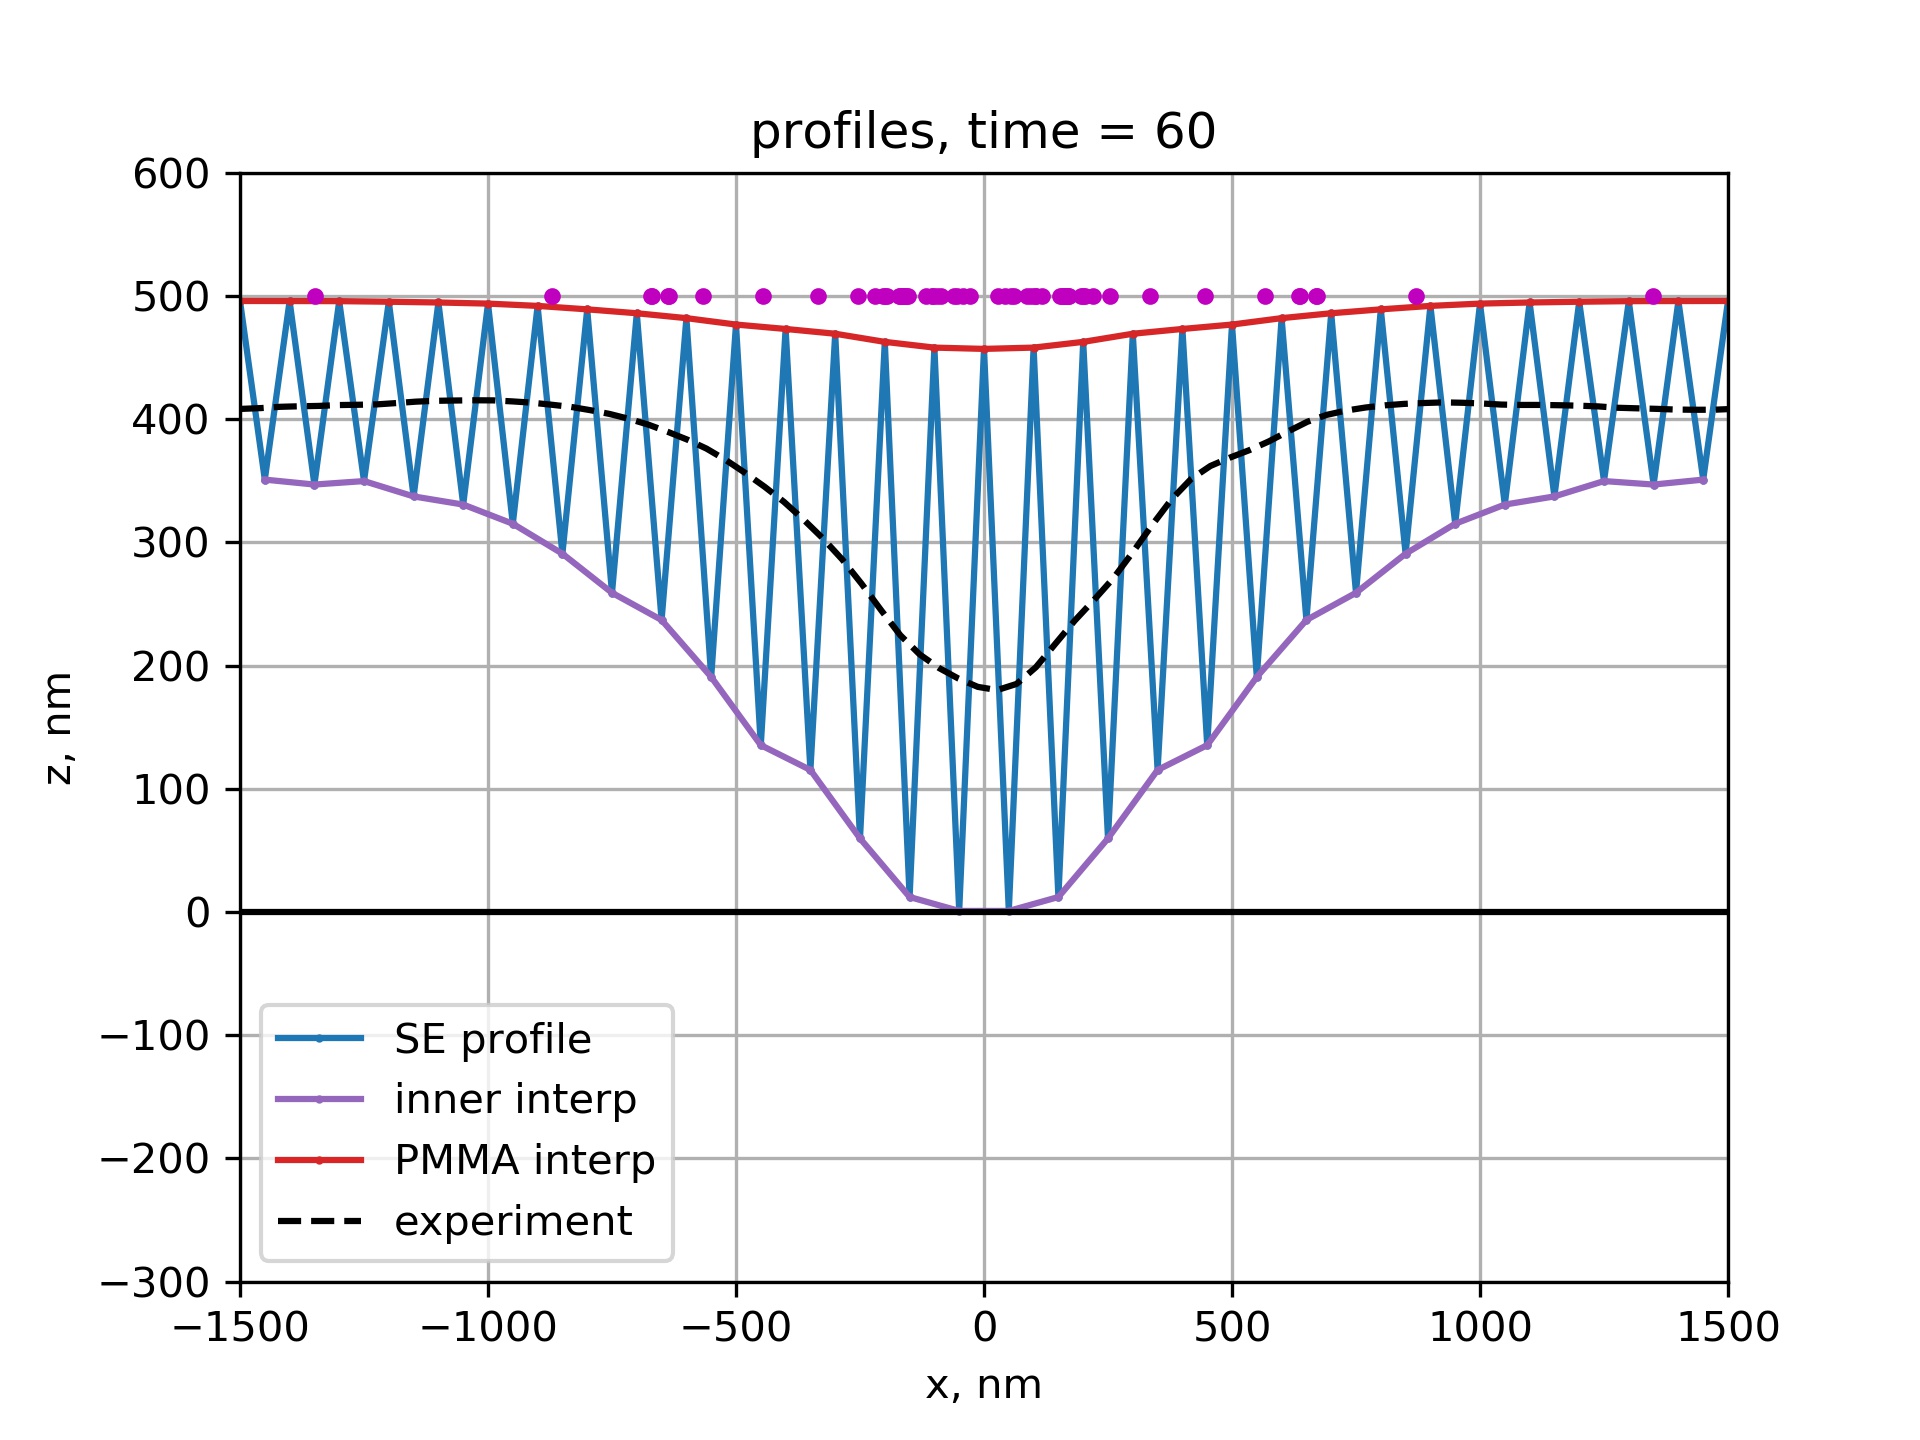 profiles, time = 60
600
500
400
300
200
100
0
−100
−200
−300
z, nm
SE profile
inner interp
PMMA interp
experiment
−1500 −1000 −500 0 500 1000 1500
x, nm